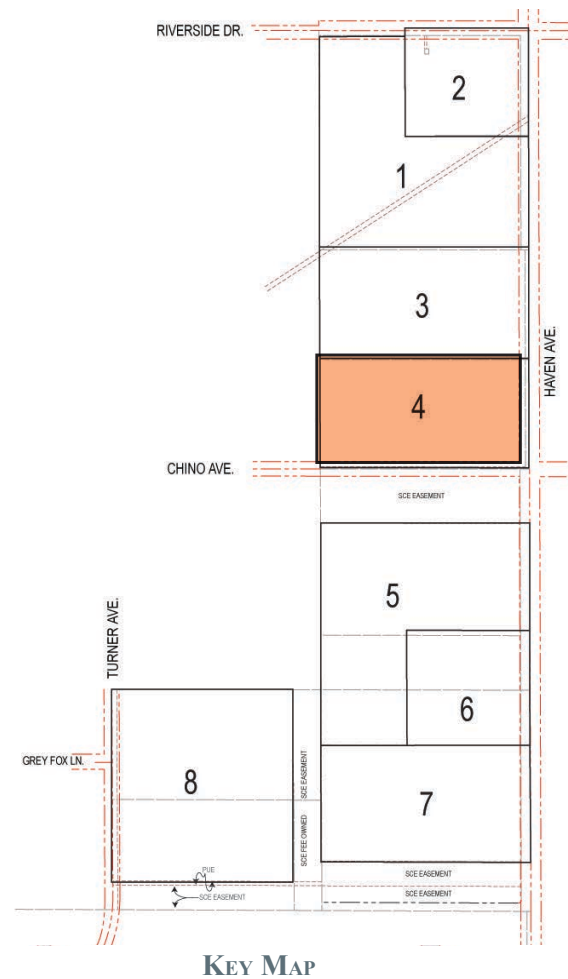 RIVERSIDE DR.
2
1
3
HAVEN AVE.
4
CHINO AVE.
SCE EASEMENT
5
TURNER AVE.
6
GREY FOX LN.
8
SCE EASEMENT
7
SCE FEE OWNED
PUE
SCE EASEMENT
SCE EASEMENT
SCE EASEMENT
KEY MAP